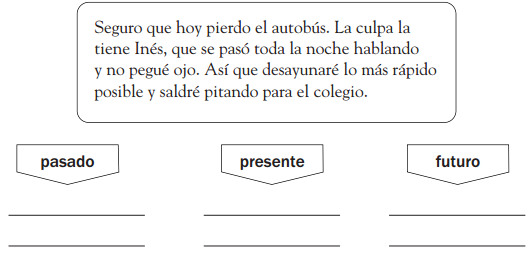 Seguro que hoy pierdo el autobús. La culpa la
tiene Inés, que se pasó toda la noche hablando
y no pegué ojo. Así que desayunaré lo más rápido
posible y saldré pitando para el colegio.
pasado presente futuro